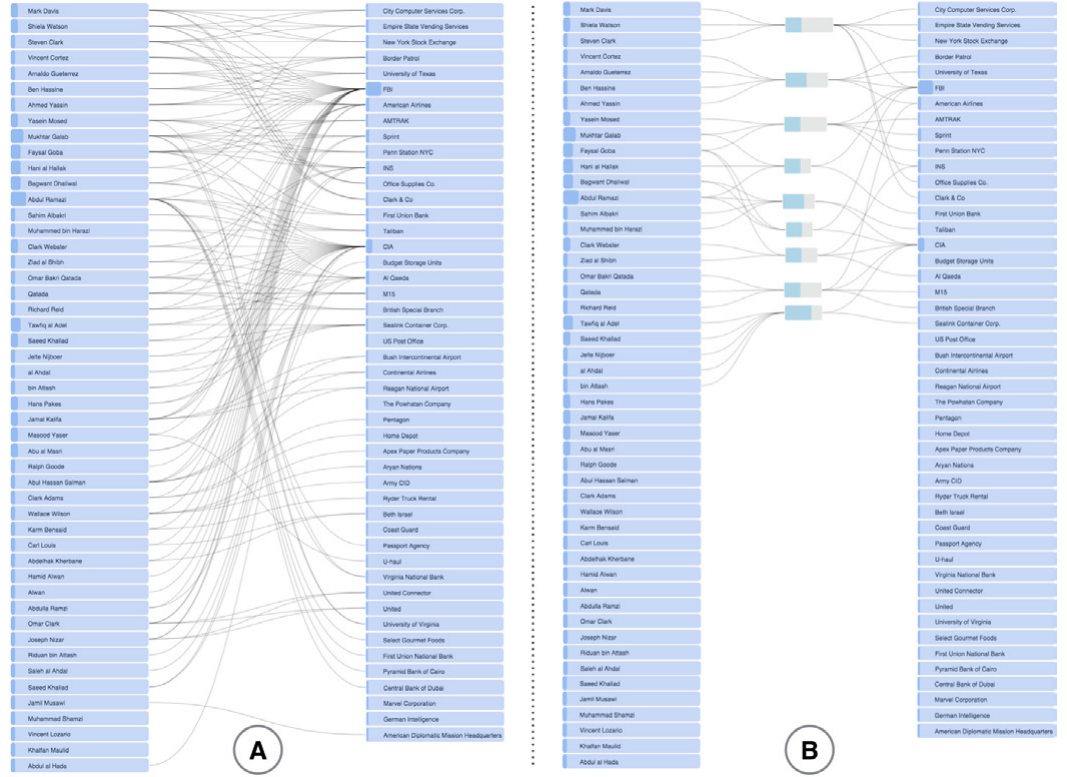 Mark Davis
Shiela Watson
Steven Clark
Vincent Cortez
Arnaldo Gueterrez
Ben Hassine
Ahmed Yassin
Yasein Mosed
Mukhtar Galab
Faysal Goba
Hani al Hallak
Bagwant Dhaliwal
Abdul Ramazi
Sahim Albakri
Muhammed bin Harazi
Clark Webster
Ziad al Shibh
Omar Bakri Qatada
Qatada
Richard Reid
Tawfiq al Adel
Saeed Khallad
Jelle Nijboer
al Ahdal
bin Attash
Hans Pakes
Jamal Kalifa
Masood Yaser
Abu al Masri
Ralph Goode
Abul Hassan Salman
Clark Adams
Wallace Wilson
Karm Bensaid
Carl Louis
Abdelhak Kherbane
Hamid Alwan
Alwan
Abdulla Ramzi
Omar Clark
Joseph Nizar
Riduan bin Attash
Saleh al Ahdal
Saeed Khallad
Jamil Musawi
Muhammad Shamzi
Vincent Lozario
Khalfan Maulid
Abdul al Hada
City Computer Services Corp.
Empire State Vending Services
New York Stock Exchange
Border Patrol
University of Texas
FBI
American Airlines
AMTRAK
Sprint
Penn Station NYC
INS
Office Supplies Co.
Clark & Co
First Union Bank
Taliban
CIA
Budget Storage Units
Al Qaeda
M15
British Special Branch
Sealink Container Corp.
US Post Office
Bush Intercontinental Airport
Continental Airlines
Reagan National Airport
The Powhatan Company
Pentagon
Home Depot
Apex Paper Products Company
Aryan Nations
Army CID
Ryder Truck Rental
Beth Israel
Coast Guard
Passport Agency
U-haul
Virginia National Bank
United Connector
United
University of Virginia
Select Gourmet Foods
First Union National Bank
Pyramid Bank of Cairo
Central Bank of Dubai
Marvel Corporation
German Intelligence
American Diplomatic Mission Headquarters
A
Mark Davis
Shiela Watson
Steven Clark
Vincent Cortez
Arnaldo Gueterrez
Ben Hassine
Ahmed Yassin
Yasein Mosed
Mukhtar Galab
Faysal Goba
Hani al Hallak
Bagwant Dhaliwal
Abdul Ramazi
Sahim Albakri
Muhammed bin Harazi
Clark Webster
Ziad al Shibh
Omar Bakri Qatada
Qatada
Richard Reid
Tawfiq al Adel
Saeed Khallad
Jelle Nijboer
al Ahdal
bin Attash
Hans Pakes
Jamal Kalifa
Masood Yaser
Abu al Masri
Ralph Goode
Abul Hassan Salman
Clark Adams
Wallace Wilson
Karm Bensaid
Carl Louis
Abdelhak Kherbane
Hamid Alwan
Alwan
Abdulla Ramzi
Omar Clark
Joseph Nizar
Riduan bin Attash
Saleh al Ahdal
Saeed Khallad
Jamil Musawi
Muhammad Shamzi
Vincent Lozario
Khalfan Maulid
Abdul al Hada
City Computer Services Corp.
Empire State Vending Services
New York Stock Exchange
Border Patrol
University of Texas
FBI
American Airlines
AMTRAK
Sprint
Penn Station NYC
INS
Office Supplies Co.
Clark & Co
First Union Bank
Taliban
CIA
Budget Storage Units
Al Qaeda
M15
British Special Branch
Sealink Container Corp.
US Post Office
Bush Intercontinental Airport
Continental Airlines
Reagan National Airport
The Powhatan Company
Pentagon
Home Depot
Apex Paper Products Company
Aryan Nations
Army CID
Ryder Truck Rental
Beth Israel
Coast Guard
Passport Agency
U-haul
Virginia National Bank
United Connector
United
University of Virginia
Select Gourmet Foods
First Union National Bank
Pyramid Bank of Cairo
Central Bank of Dubai
Marvel Corporation
German Intelligence
American Diplomatic Mission Headquarters
B